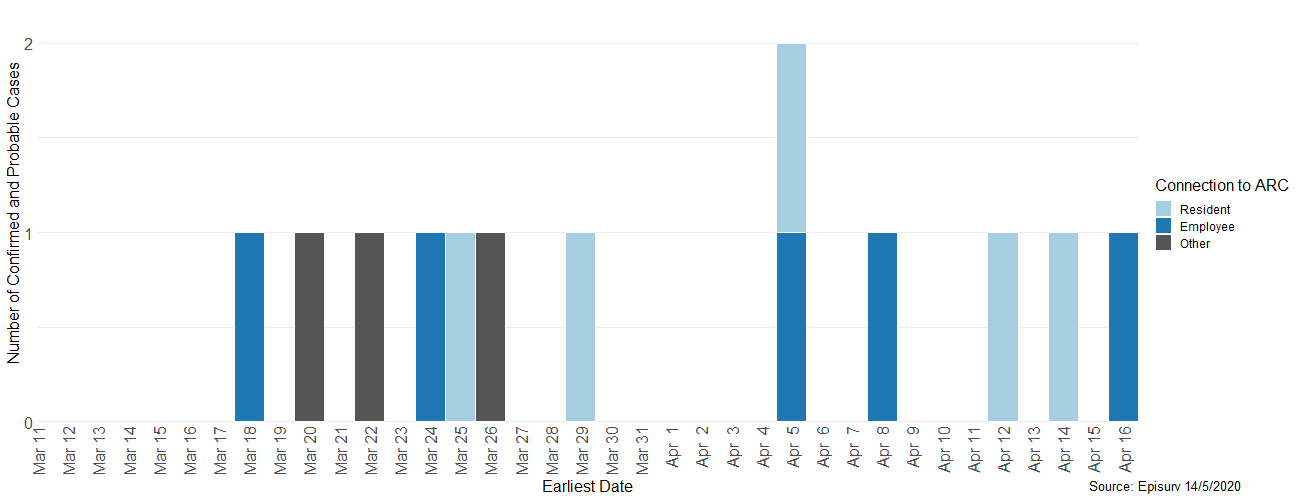 Number of Confirmed and Probable Cases
2
1
0
Mar 11
Mar 12
Mar 13
Mar 14
Mar 15
Mar 16
Mar 17
Mar 18
Mar 19
Mar 20
Mar 21
Mar 22
Mar 23
Mar 24
Mar 25
Mar 26
Mar 27
Mar 28
Mar 29
Mar 30
Mar 31
Apr 1
Apr 2
Apr 3
Apr 4
Apr 5
Apr 6
Apr 7
Apr 8
Apr 9
Apr 10
Apr 11
Apr 12
Apr 13
Apr 14
Apr 15
Apr 16
Earliest Date
Connection to ARC
Resident
Employee
Other
Source: Episurv 14/5/2020